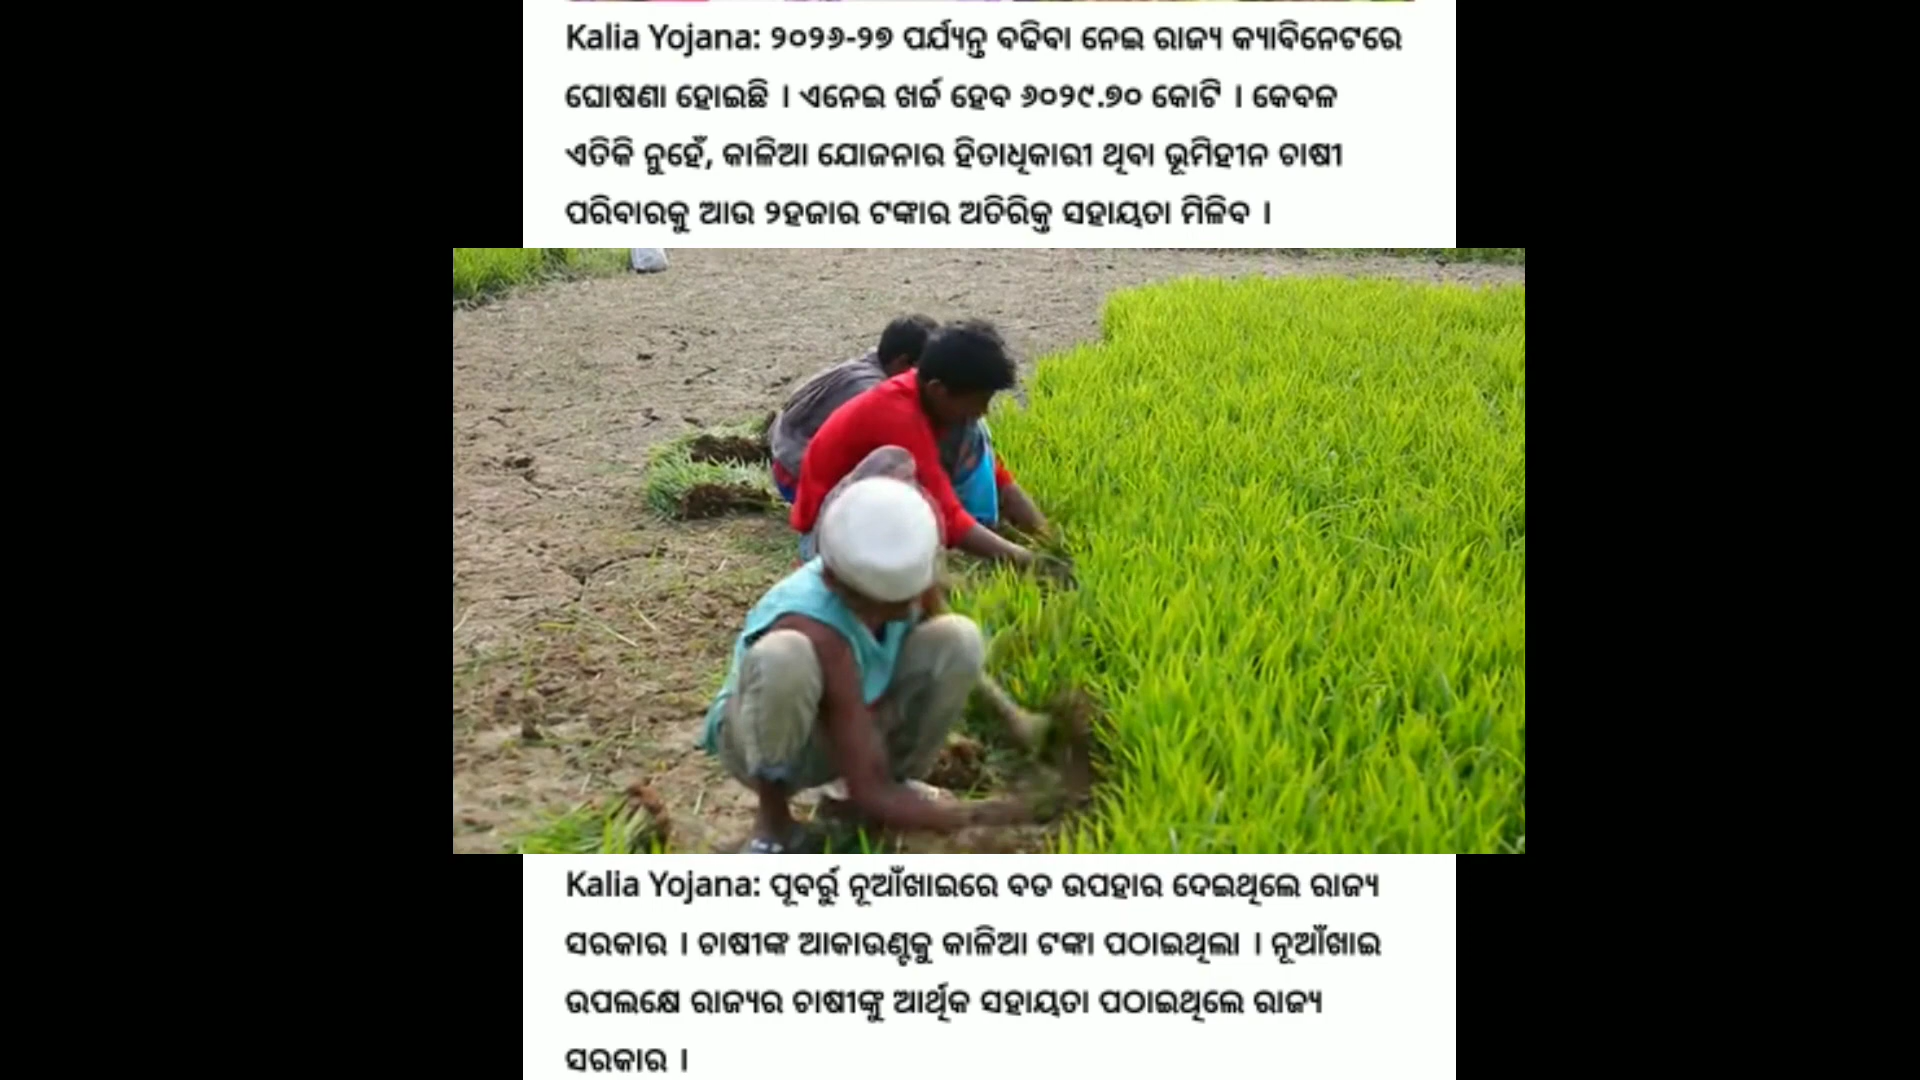 Kalia Yojana: ୨୦୨୬-୨୭ ପର୍ଯ୍ୟନ୍ତ ବଢିବା ନେଇ ରାଜ୍ୟ କ୍ୟାବିନେଟରେ
ଘୋଷଣା ହୋଇଛି । ଏନେଇ ଖର୍ଚ୍ଚ ହେବ ୬୦୨୯.୭୦ କୋଟି । କେବଳ
ଏତିକି ନୁହେଁ, କାଳିଆ ଯୋଜନାର ହିତାଧିକାରୀ ଥିବା ଭୂମିହୀନ ଚାଷୀ
ପରିବାରକୁ ଆଉ ୨ହଜାର ଟଙ୍କାର ଅତିରିକ୍ତ ସହାୟତା ମିଳିବ ।
Kalia Yojana: ପୂବର୍ରୁ ନୂଆଁଖାଇରେ ବଡ ଉପହାର ଦେଇଥିଲେ ରାଜ୍ୟ
ସରକାର । ଚାଷୀଙ୍କ ଆକାଉଣ୍ଟକୁ କାଳିଆ ଟଙ୍କା ପଠାଇଥିଲା । ନୂଆଁଖାଇ
ଉପଲକ୍ଷେ ରାଜ୍ୟର ଚାଷୀଙ୍କୁ ଆର୍ଥିକ ସହାୟତା ପଠାଇଥିଲେ ରାଜ୍ୟ
ସରକାର ।